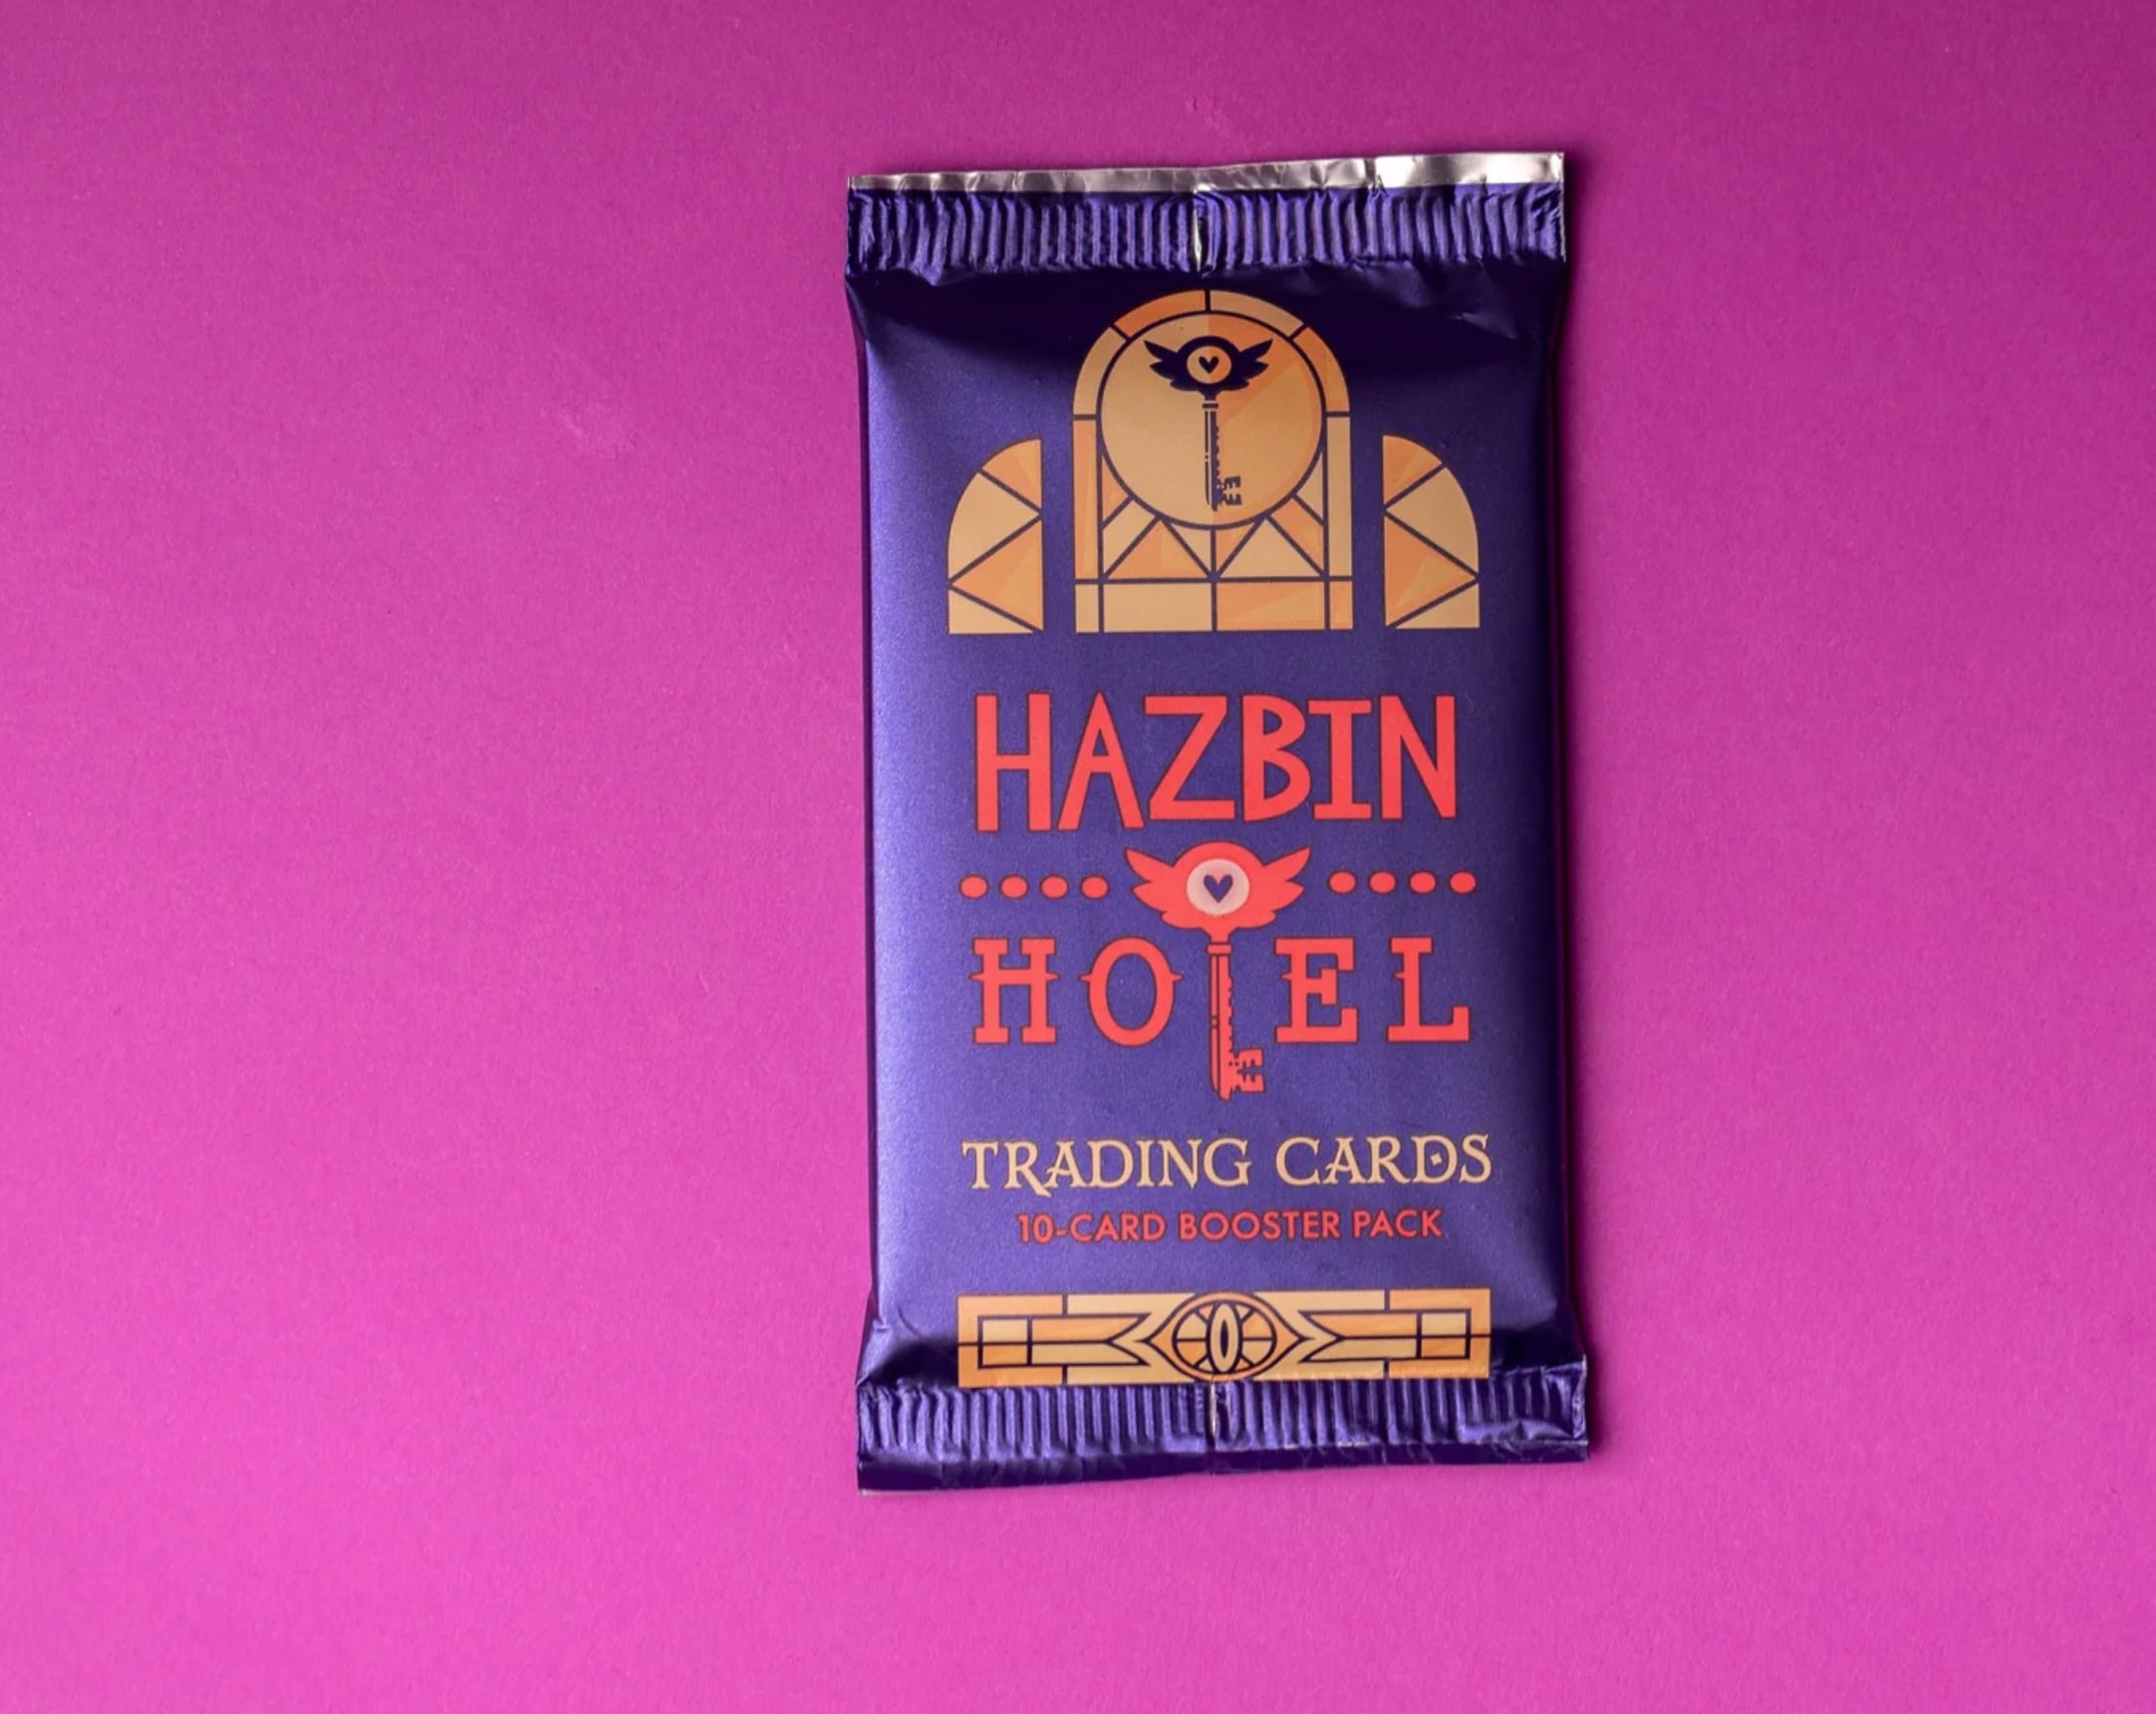 HAZBIN
HOTEL
TRADING CARDS
10-CARD BOOSTER PACK